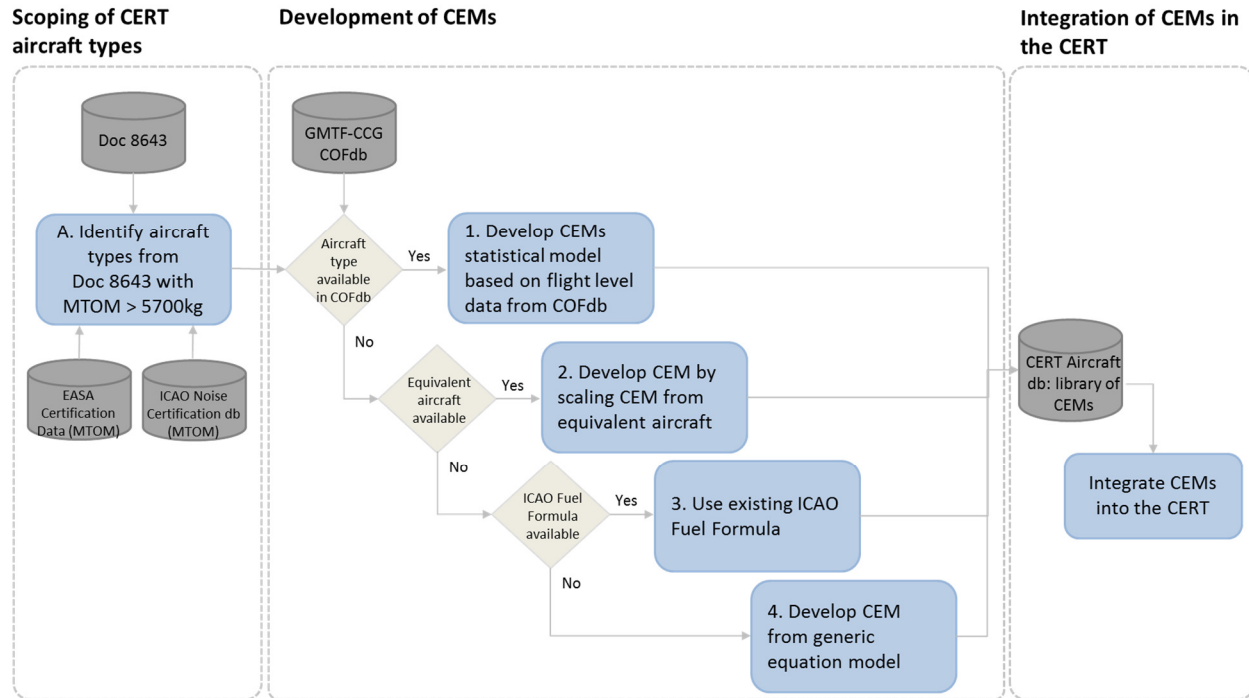 Scoping of CERT
aircraft types
Development of CEMs
Integration of CEMs in
the CERT
Doc 8643
A. Identify aircraft
types from
Doc 8643 with
MTOM > 5700kg
EASA
Certification
Data (MTOM)
ICAO Noise
Certification db
(MTOM)
GMTF-CCG
COFdb
Aircraft
type
available
in COFdb
Yes
1. Develop CEMs
statistical model
based on flight level
data from COFdb
No
Equivalent
aircraft
available
Yes
2. Develop CEM by
scaling CEM from
equivalent aircraft
No
ICAO Fuel
Formula
available
Yes
3. Use existing ICAO
Fuel Formula
No
4. Develop CEM
from generic
equation model
CERT Aircraft
db: library of
CEMs
Integrate CEMs
into the CERT